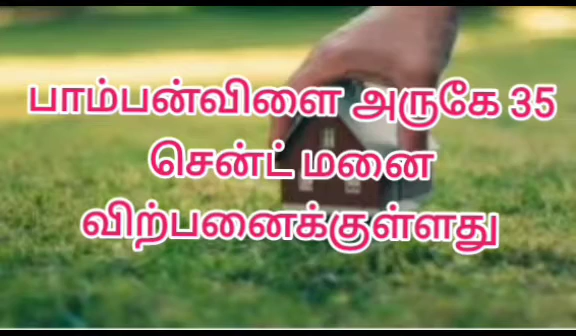 பாம்பன்விளை அருகே 35
சென்ட் மனை
விற்பனைக்குள்ளது